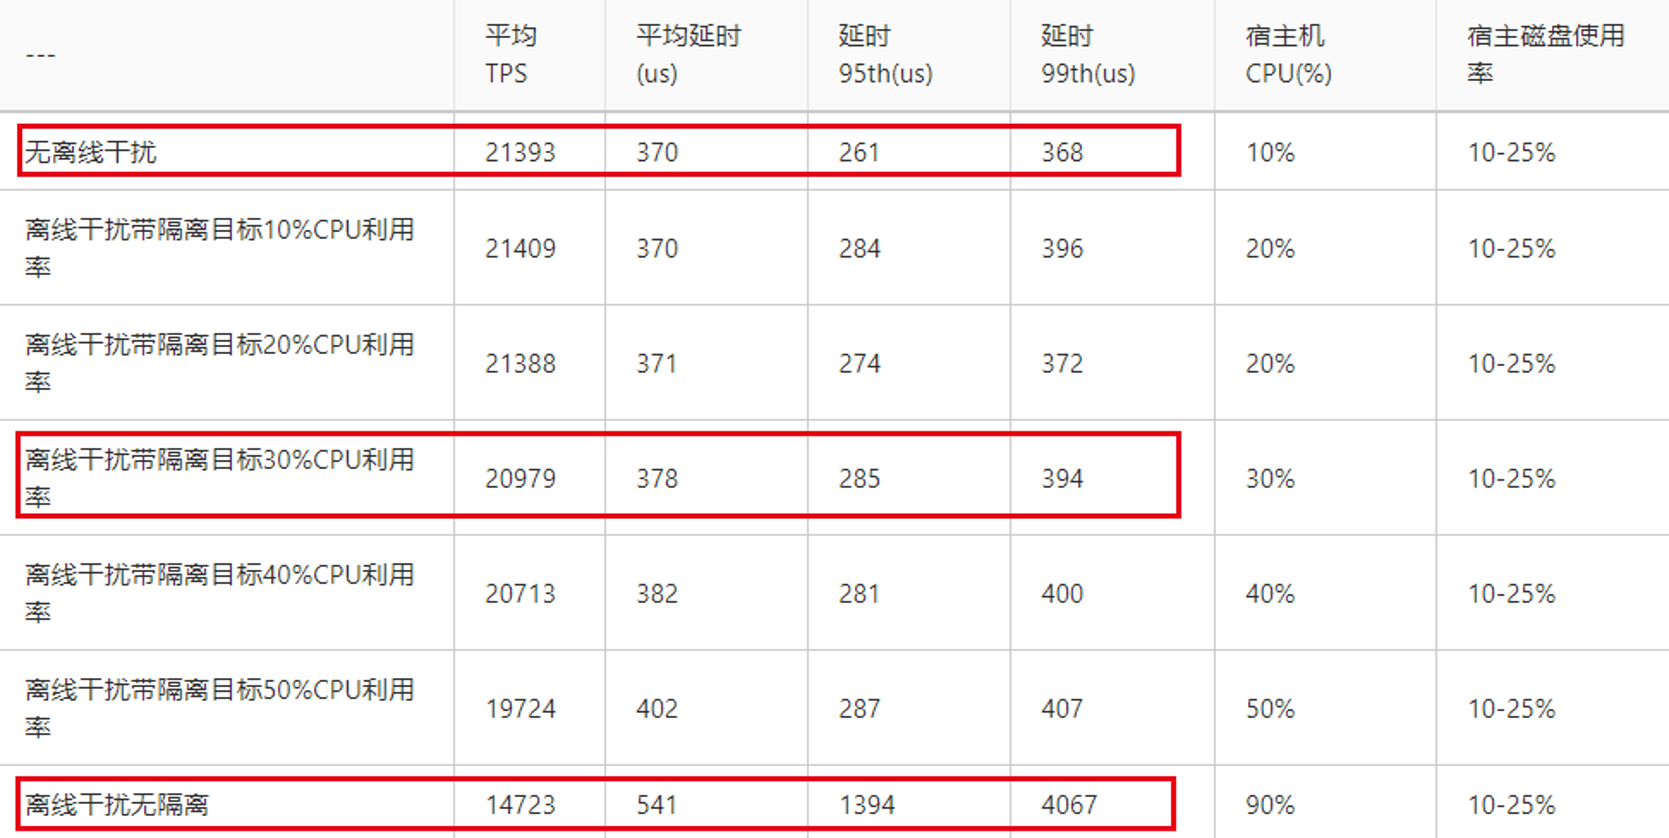 ---
平均
TPS
平均延时
(us)
延时
95th(us)
延时
99th(us)
宿主机
CPU(%)
宿主磁盘使用
率
无离线干扰 21393 370 261 368 10% 10-25%
离线干扰带隔离目标10%CPU利用
率
21409 370 284 396 20% 10-25%
离线干扰带隔离目标20%CPU利用
率
21388 371 274 372 20% 10-25%
离线干扰带隔离目标30%CPU利用
率
20979 378 285 394 30% 10-25%
离线干扰带隔离目标40%CPU利用
率
20713 382 281 400 40% 10-25%
离线干扰带隔离目标50%CPU利用
率
19724 402 287 407 50% 10-25%
离线干扰无隔离 14723 541 1394 4067 90% 10-25%